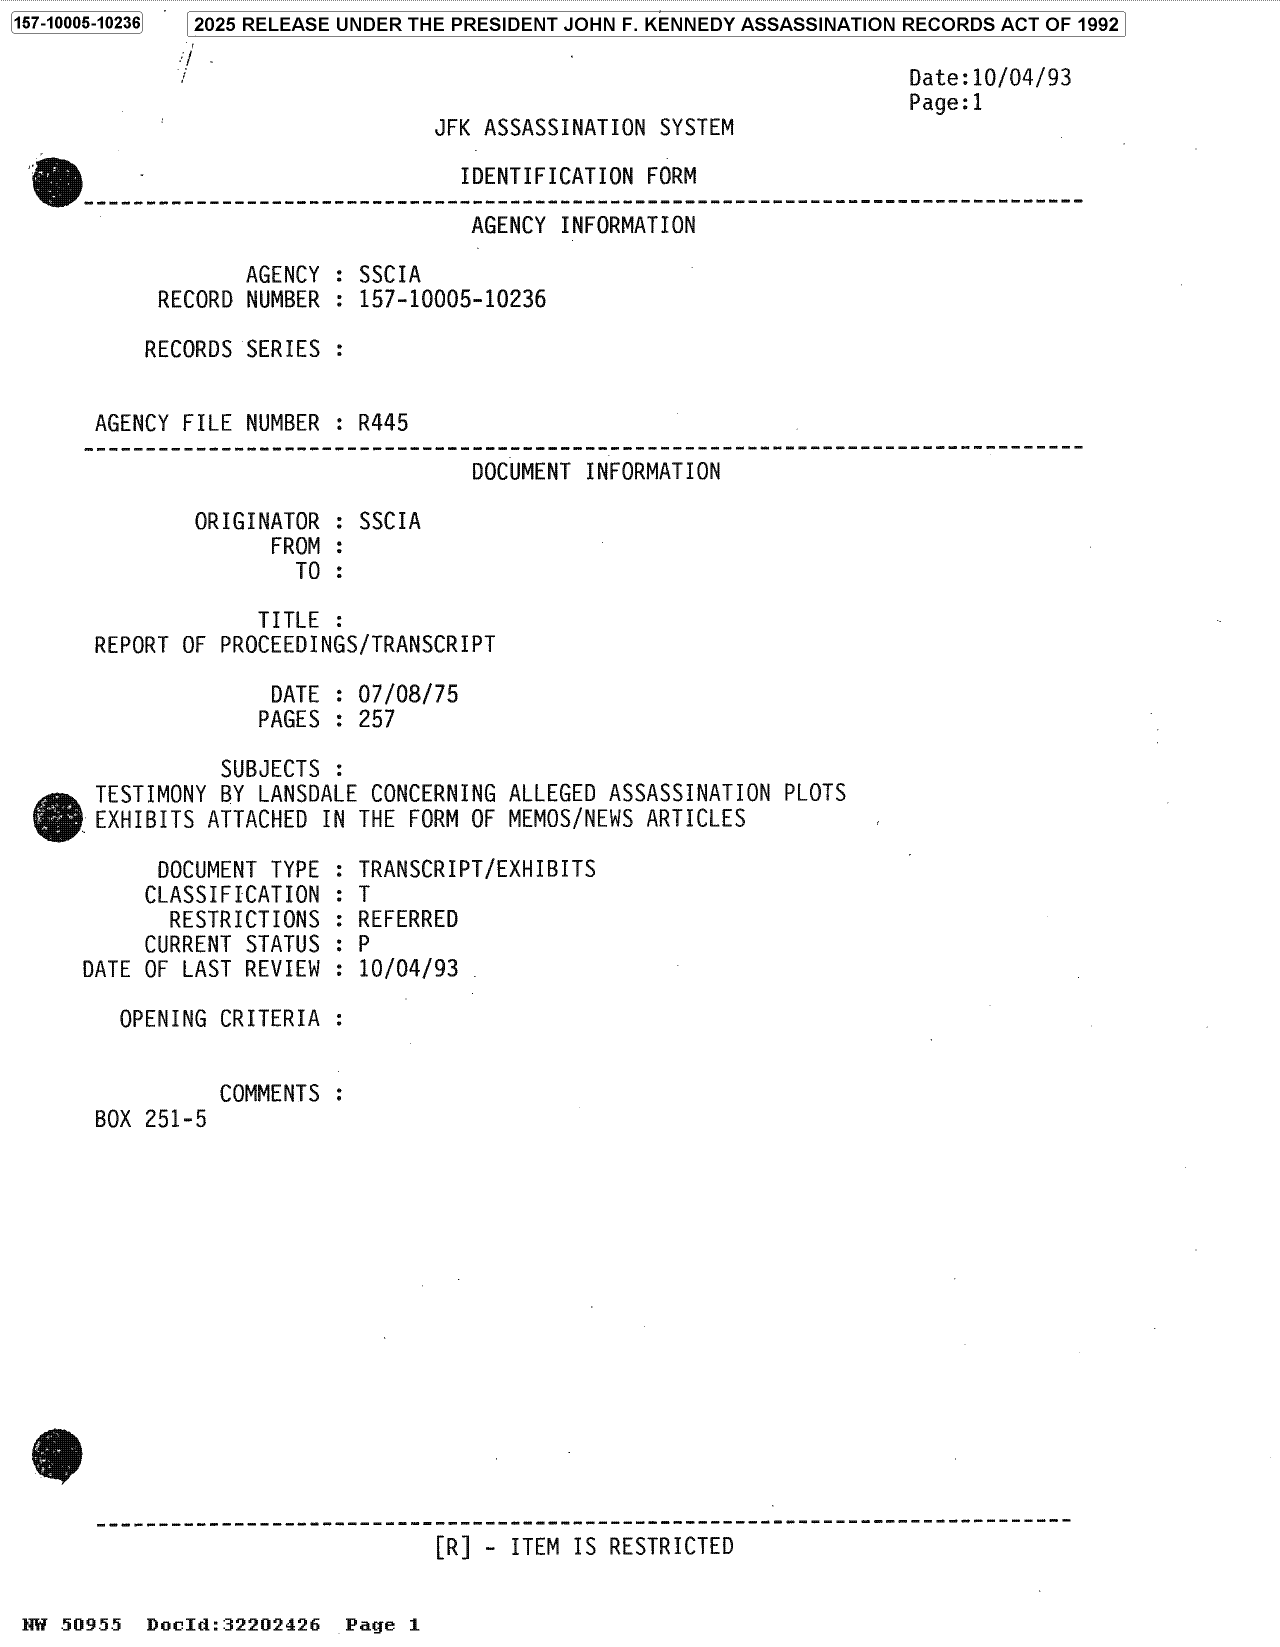 157-10005-10236
2025 RELEASE UNDER THE PRESIDENT JOHN F. KENNEDY ASSASSINATION RECORDS ACT OF 1992
Date:10/04/93
Page:1
JFK ASSASSINATION SYSTEM
IDENTIFICATION FORM
--------------------------------------------------------------------------------
AGENCY INFORMATION
AGENCY : SSCIA
RECORD NUMBER : 157-10005-10236
RECORDS SERIES :
AGENCY FILE NUMBER : R445
--------------------------------------------------------------------------------
DOCUMENT INFORMATION
ORIGINATOR : SSCIA
FROM :
TO :
TITLE :
REPORT OF PROCEEDINGS/TRANSCRIPT
DATE : 07/08/75
PAGES : 257
SUBJECTS :
TESTIMONY BY LANSDALE CONCERNING ALLEGED ASSASSINATION PLOTS
EXHIBITS ATTACHED IN THE FORM OF MEMOS/NEWS ARTICLES
DOCUMENT TYPE : TRANSCRIPT/EXHIBITS
CLASSIFICATION : T
RESTRICTIONS : REFERRED
CURRENT STATUS : P
DATE OF LAST REVIEW : 10/04/93
OPENING CRITERIA :
COMMENTS :
BOX 251-5
------------------------------------------------------------------------------
[R] - ITEM IS RESTRICTED
NW 50955 DocId:32202426 Page 1